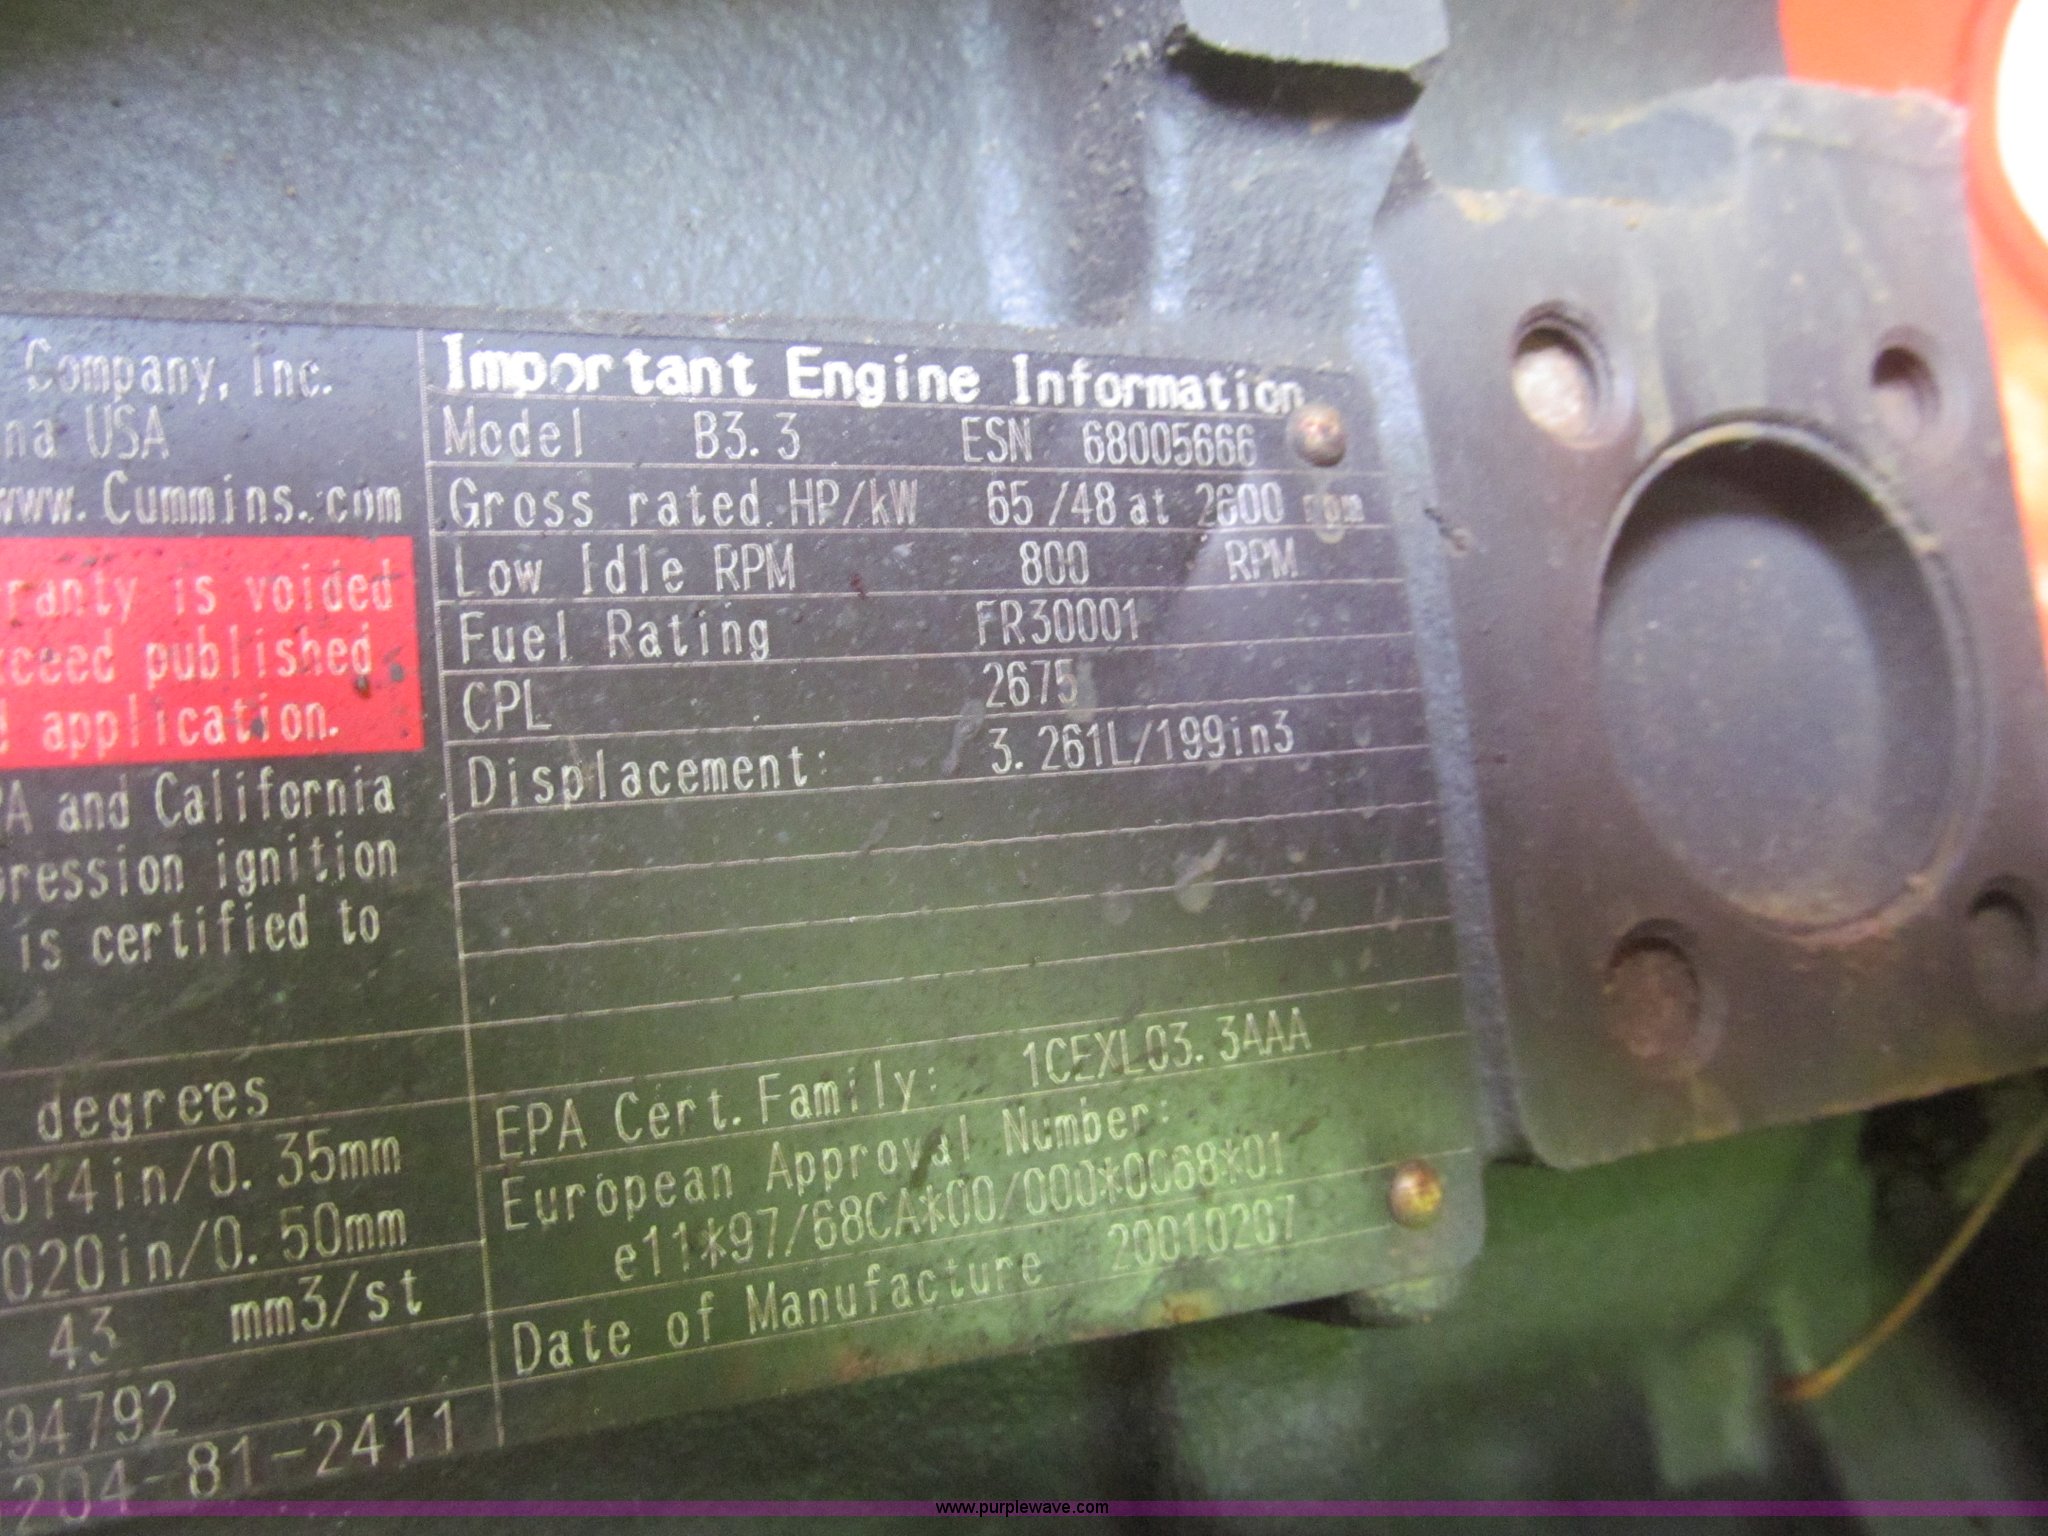 Company, Inc.
na USA
www.Cummins.com
rranty is voided
xceed published
d application.
PA and California
pression ignition
is certified to
degrees
014in/0.35mm
020in/0.50mm
43 mm3/st
94792
204-81-2411
Important Engine Information
Model B3.3 ESN 68005666
Gross rated HP/kW 65 /48 at 2600 rpm
Low Idle RPM 800 RPM
Fuel Rating FR30001
CPL 2675
Displacement: 3.261L/199in3
EPA Cert. Family: 1CEXL03.3AAA
European Approval Number:
e11*97/68CA*00/000*0068*01
Date of Manufacture 20010207
www.purplewave.com